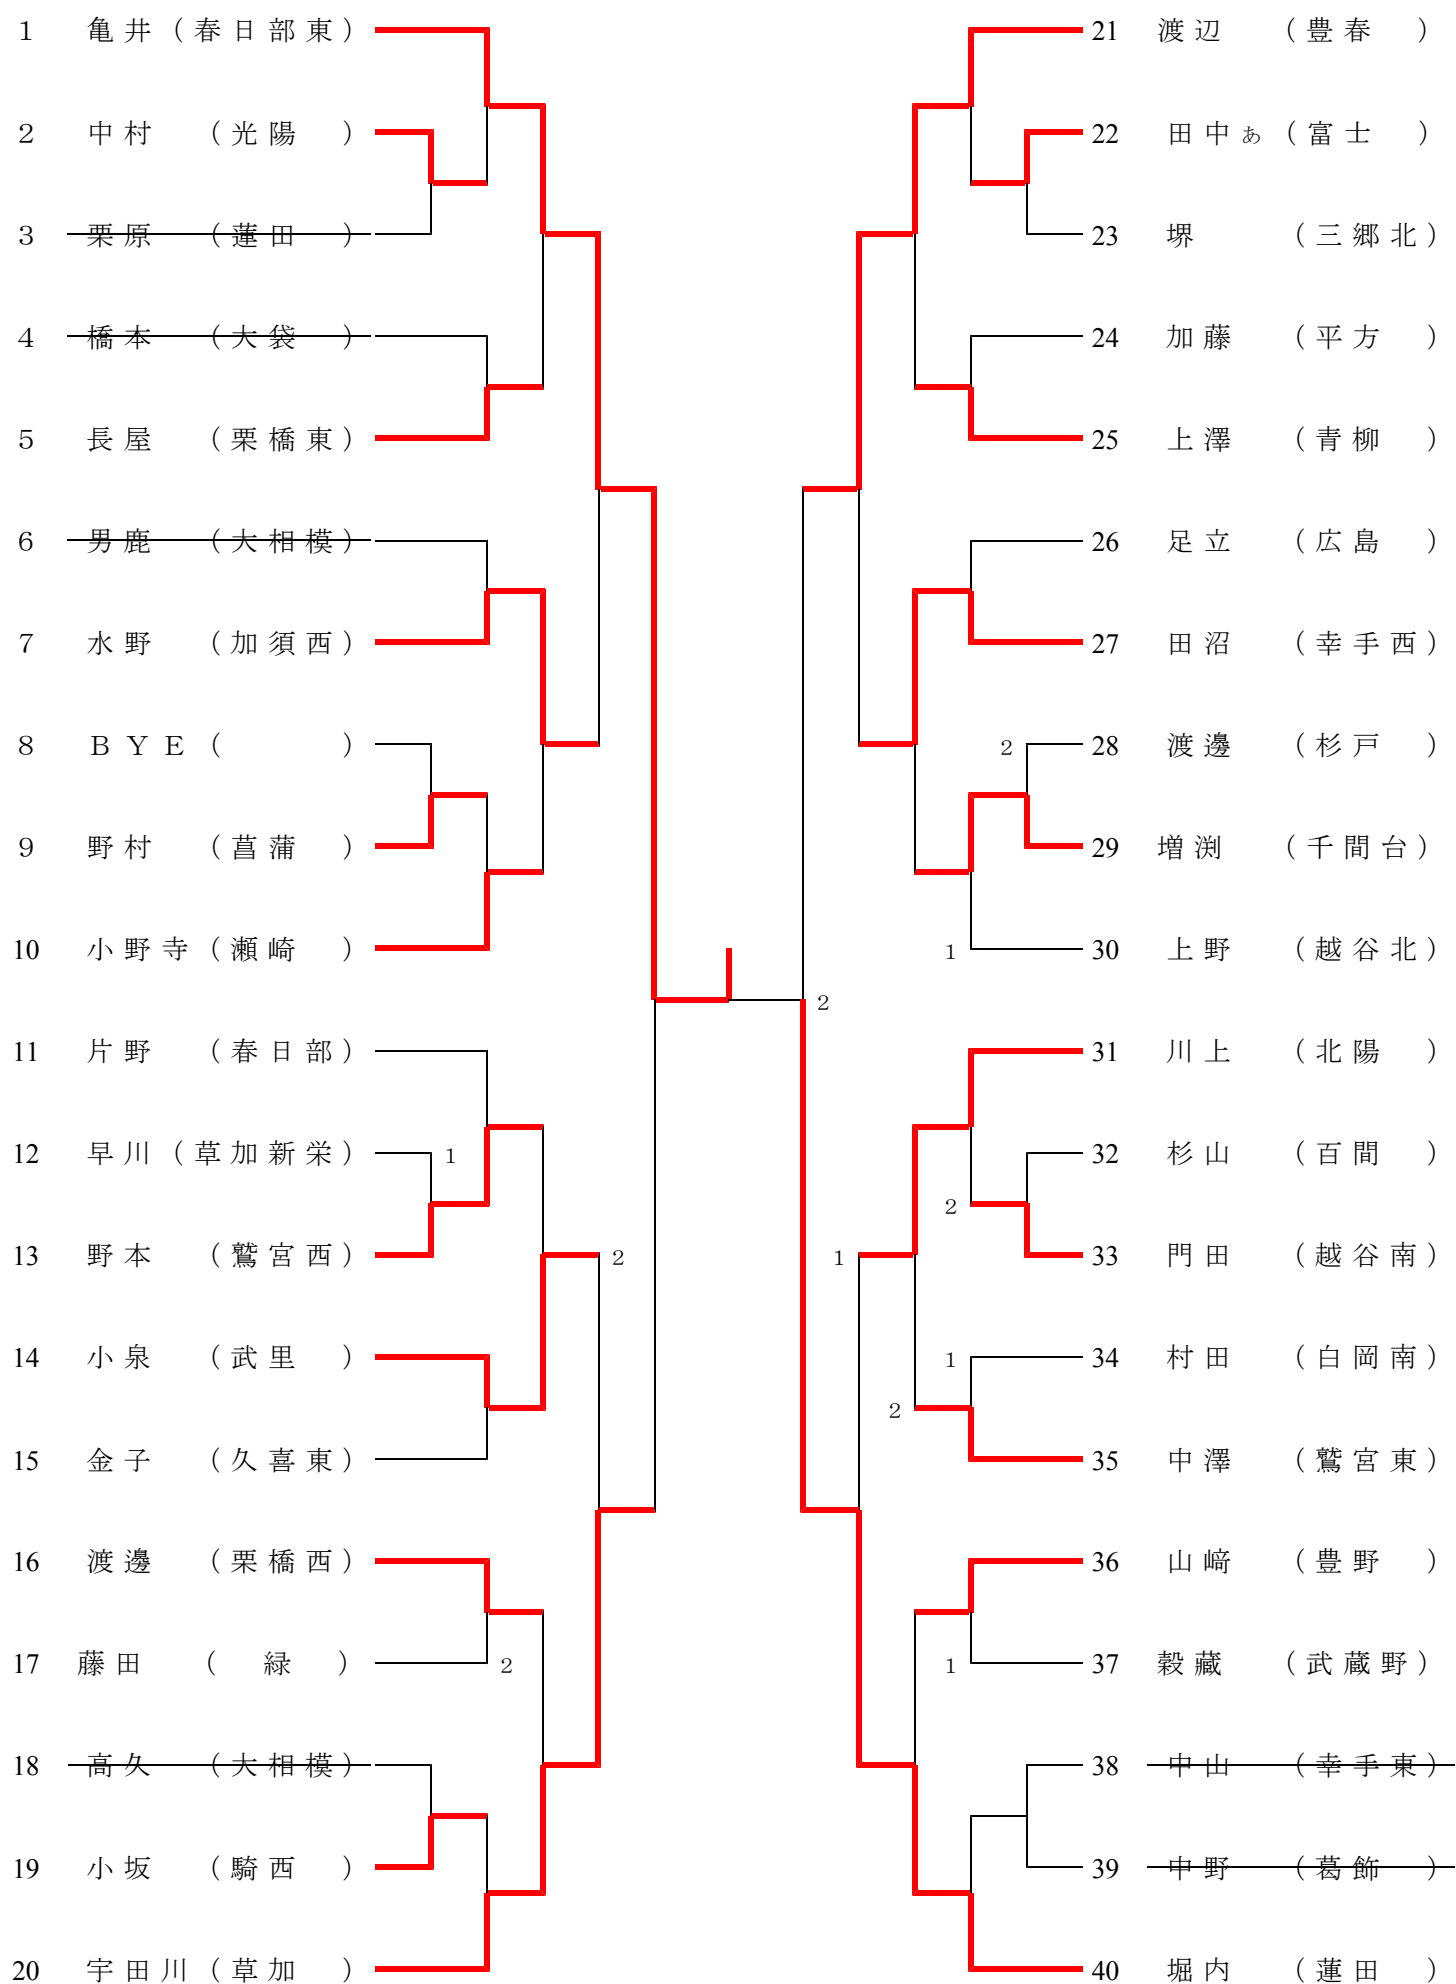 1 亀井（春日部東）
2 中村（光陽）
3 栗原（蓮田）
4 橋本（大袋）
5 長屋（栗橋東）
6 男鹿（大相模）
7 水野（加須西）
8 ＢＹＥ（　）
9 野村（菖蒲）
10 小野寺（瀬崎）
11 片野（春日部）
12 早川（草加新栄） 1
13 野本（鷲宮西） 2
14 小泉（武里）
15 金子（久喜東）
16 渡邊（栗橋西）
17 藤田（緑） 2
18 高久（大相模）
19 小坂（騎西）
20 宇田川（草加）
21 渡辺（豊春）
22 田中ぁ（富士）
23 堺（三郷北）
24 加藤（平方）
25 上澤（青柳）
26 足立（広島）
27 田沼（幸手西）
2 28 渡邊（杉戸）
29 増渕（千間台）
1 30 上野（越谷北）
2
31 川上（北陽）
32 杉山（百間）
2
1 33 門田（越谷南）
1 34 村田（白岡南）
2
35 中澤（鷲宮東）
36 山﨑（豊野）
1 37 穀藏（武蔵野）
38 中山（幸手東）
39 中野（葛飾）
40 堀内（蓮田）